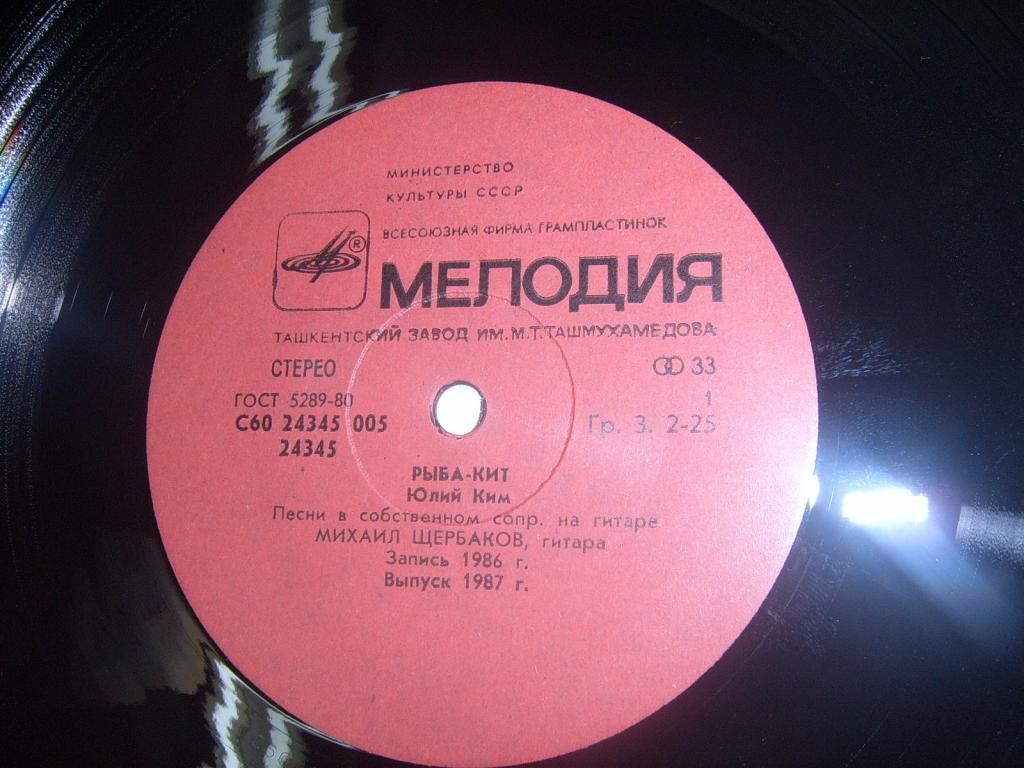 МИНИСТЕРСТВО
КУЛЬТУРЫ СССР
ВСЕСОЮЗНАЯ ФИРМА ГРАМПЛАСТИНОК
®
МЕЛОДИЯ
ТАШКЕНТСКИЙ ЗАВОД ИМ. М.Т.ТАШМУХАМЕДОВА
СТЕРЕО 33
ГОСТ 5289-80 1
С60 24345 005 Гр. 3. 2-25
24345
РЫБА-КИТ
Юлий Ким
Песни в собственном сопр. на гитаре
МИХАИЛ ЩЕРБАКОВ, гитара
Запись 1986 г.
Выпуск 1987 г.